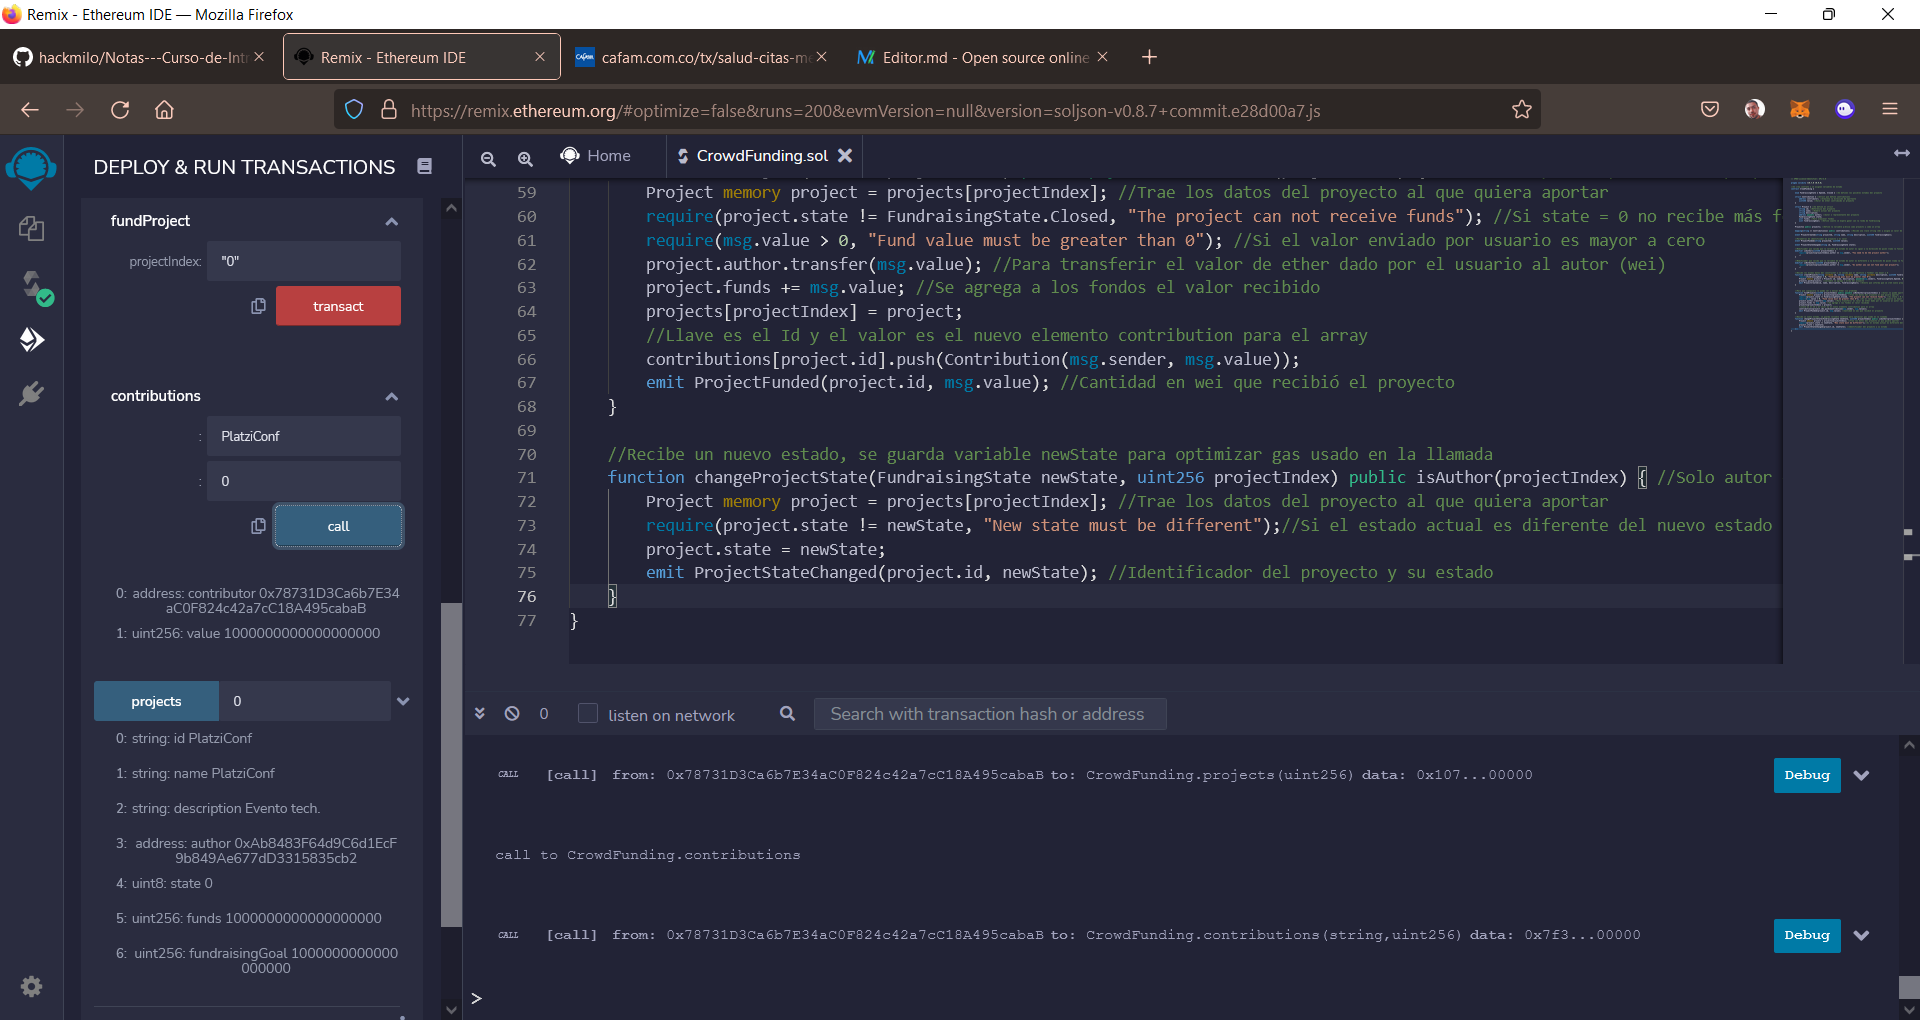 Remix - Ethereum IDE — Mozilla Firefox
hackmilo/Notas---Curso-de-Intr
Remix - Ethereum IDE
cafam.com.co/tx/salud-citas-me
Editor.md - Open source online
https://remix.ethereum.org/#optimize=false&runs=200&evmVersion=null&version=soljson-v0.8.7+commit.e28d00a7.js
DEPLOY & RUN TRANSACTIONS
Home
CrowdFunding.sol
fundProject
projectIndex:
"0"
transact
contributions
:
PlatziConf
:
0
call
0: address: contributor 0x78731D3Ca6b7E34
aC0F824c42a7cC18A495cabaB
1: uint256: value 1000000000000000000
projects
0
0: string: id PlatziConf
1: string: name PlatziConf
2: string: description Evento tech.
3: address: author 0xAb8483F64d9C6d1EcF
9b849Ae677dD3315835cb2
4: uint8: state 0
5: uint256: funds 1000000000000000000
6: uint256: fundraisingGoal 1000000000000
000000
59 Project memory project = projects[projectIndex]; //Trae los datos del proyecto al que quiera aportar
60 require(project.state != FundraisingState.Closed, "The project can not receive funds"); //Si state = 0 no recibe más f
61 require(msg.value > 0, "Fund value must be greater than 0"); //Si el valor enviado por usuario es mayor a cero
62 project.author.transfer(msg.value); //Para transferir el valor de ether dado por el usuario al autor (wei)
63 project.funds += msg.value; //Se agrega a los fondos el valor recibido
64 projects[projectIndex] = project;
65 //Llave es el Id y el valor es el nuevo elemento contribution para el array
66 contributions[project.id].push(Contribution(msg.sender, msg.value));
67 emit ProjectFunded(project.id, msg.value); //Cantidad en wei que recibió el proyecto
68 }
69
70 //Recibe un nuevo estado, se guarda variable newState para optimizar gas usado en la llamada
71 function changeProjectState(FundraisingState newState, uint256 projectIndex) public isAuthor(projectIndex) { //Solo autor
72 Project memory project = projects[projectIndex]; //Trae los datos del proyecto al que quiera aportar
73 require(project.state != newState, "New state must be different");//Si el estado actual es diferente del nuevo estado
74 project.state = newState;
75 emit ProjectStateChanged(project.id, newState); //Identificador del proyecto y su estado
76 }
77 }
0
listen on network
Search with transaction hash or address
CALL [call] from: 0x78731D3Ca6b7E34aC0F824c42a7cC18A495cabaB to: CrowdFunding.projects(uint256) data: 0x107...00000
Debug
call to CrowdFunding.contributions
CALL [call] from: 0x78731D3Ca6b7E34aC0F824c42a7cC18A495cabaB to: CrowdFunding.contributions(string,uint256) data: 0x7f3...00000
Debug
>